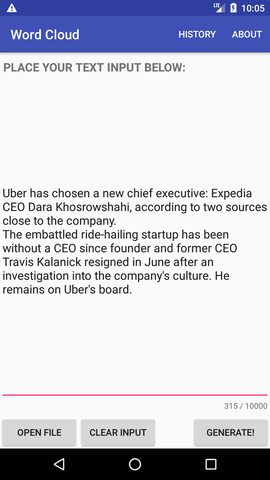 LTE 10:05
Word Cloud HISTORY ABOUT
PLACE YOUR TEXT INPUT BELOW:
Uber has chosen a new chief executive: Expedia
CEO Dara Khosrowshahi, according to two sources
close to the company.
The embattled ride-hailing startup has been
without a CEO since founder and former CEO
Travis Kalanick resigned in June after an
investigation into the company's culture. He
remains on Uber's board.
315 / 10000
OPEN FILE CLEAR INPUT GENERATE!